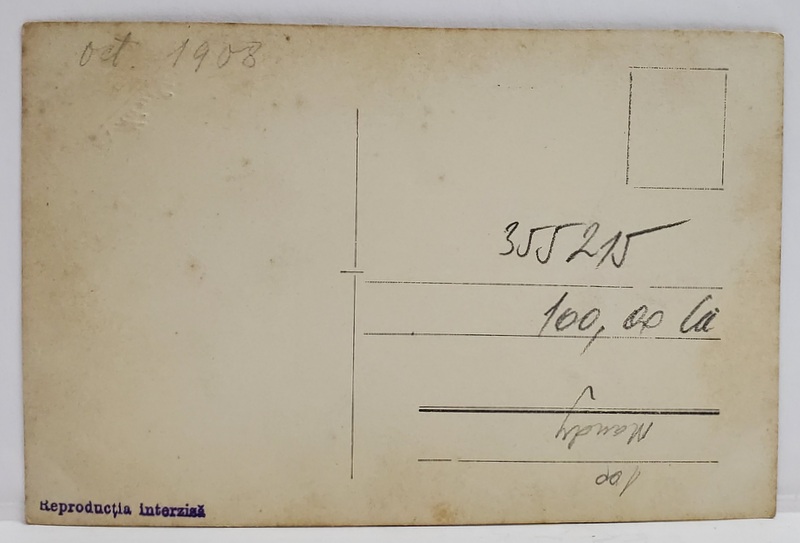 oct. 1908
355215
100,00 lei
Mandy
100
Reproducția interzisă